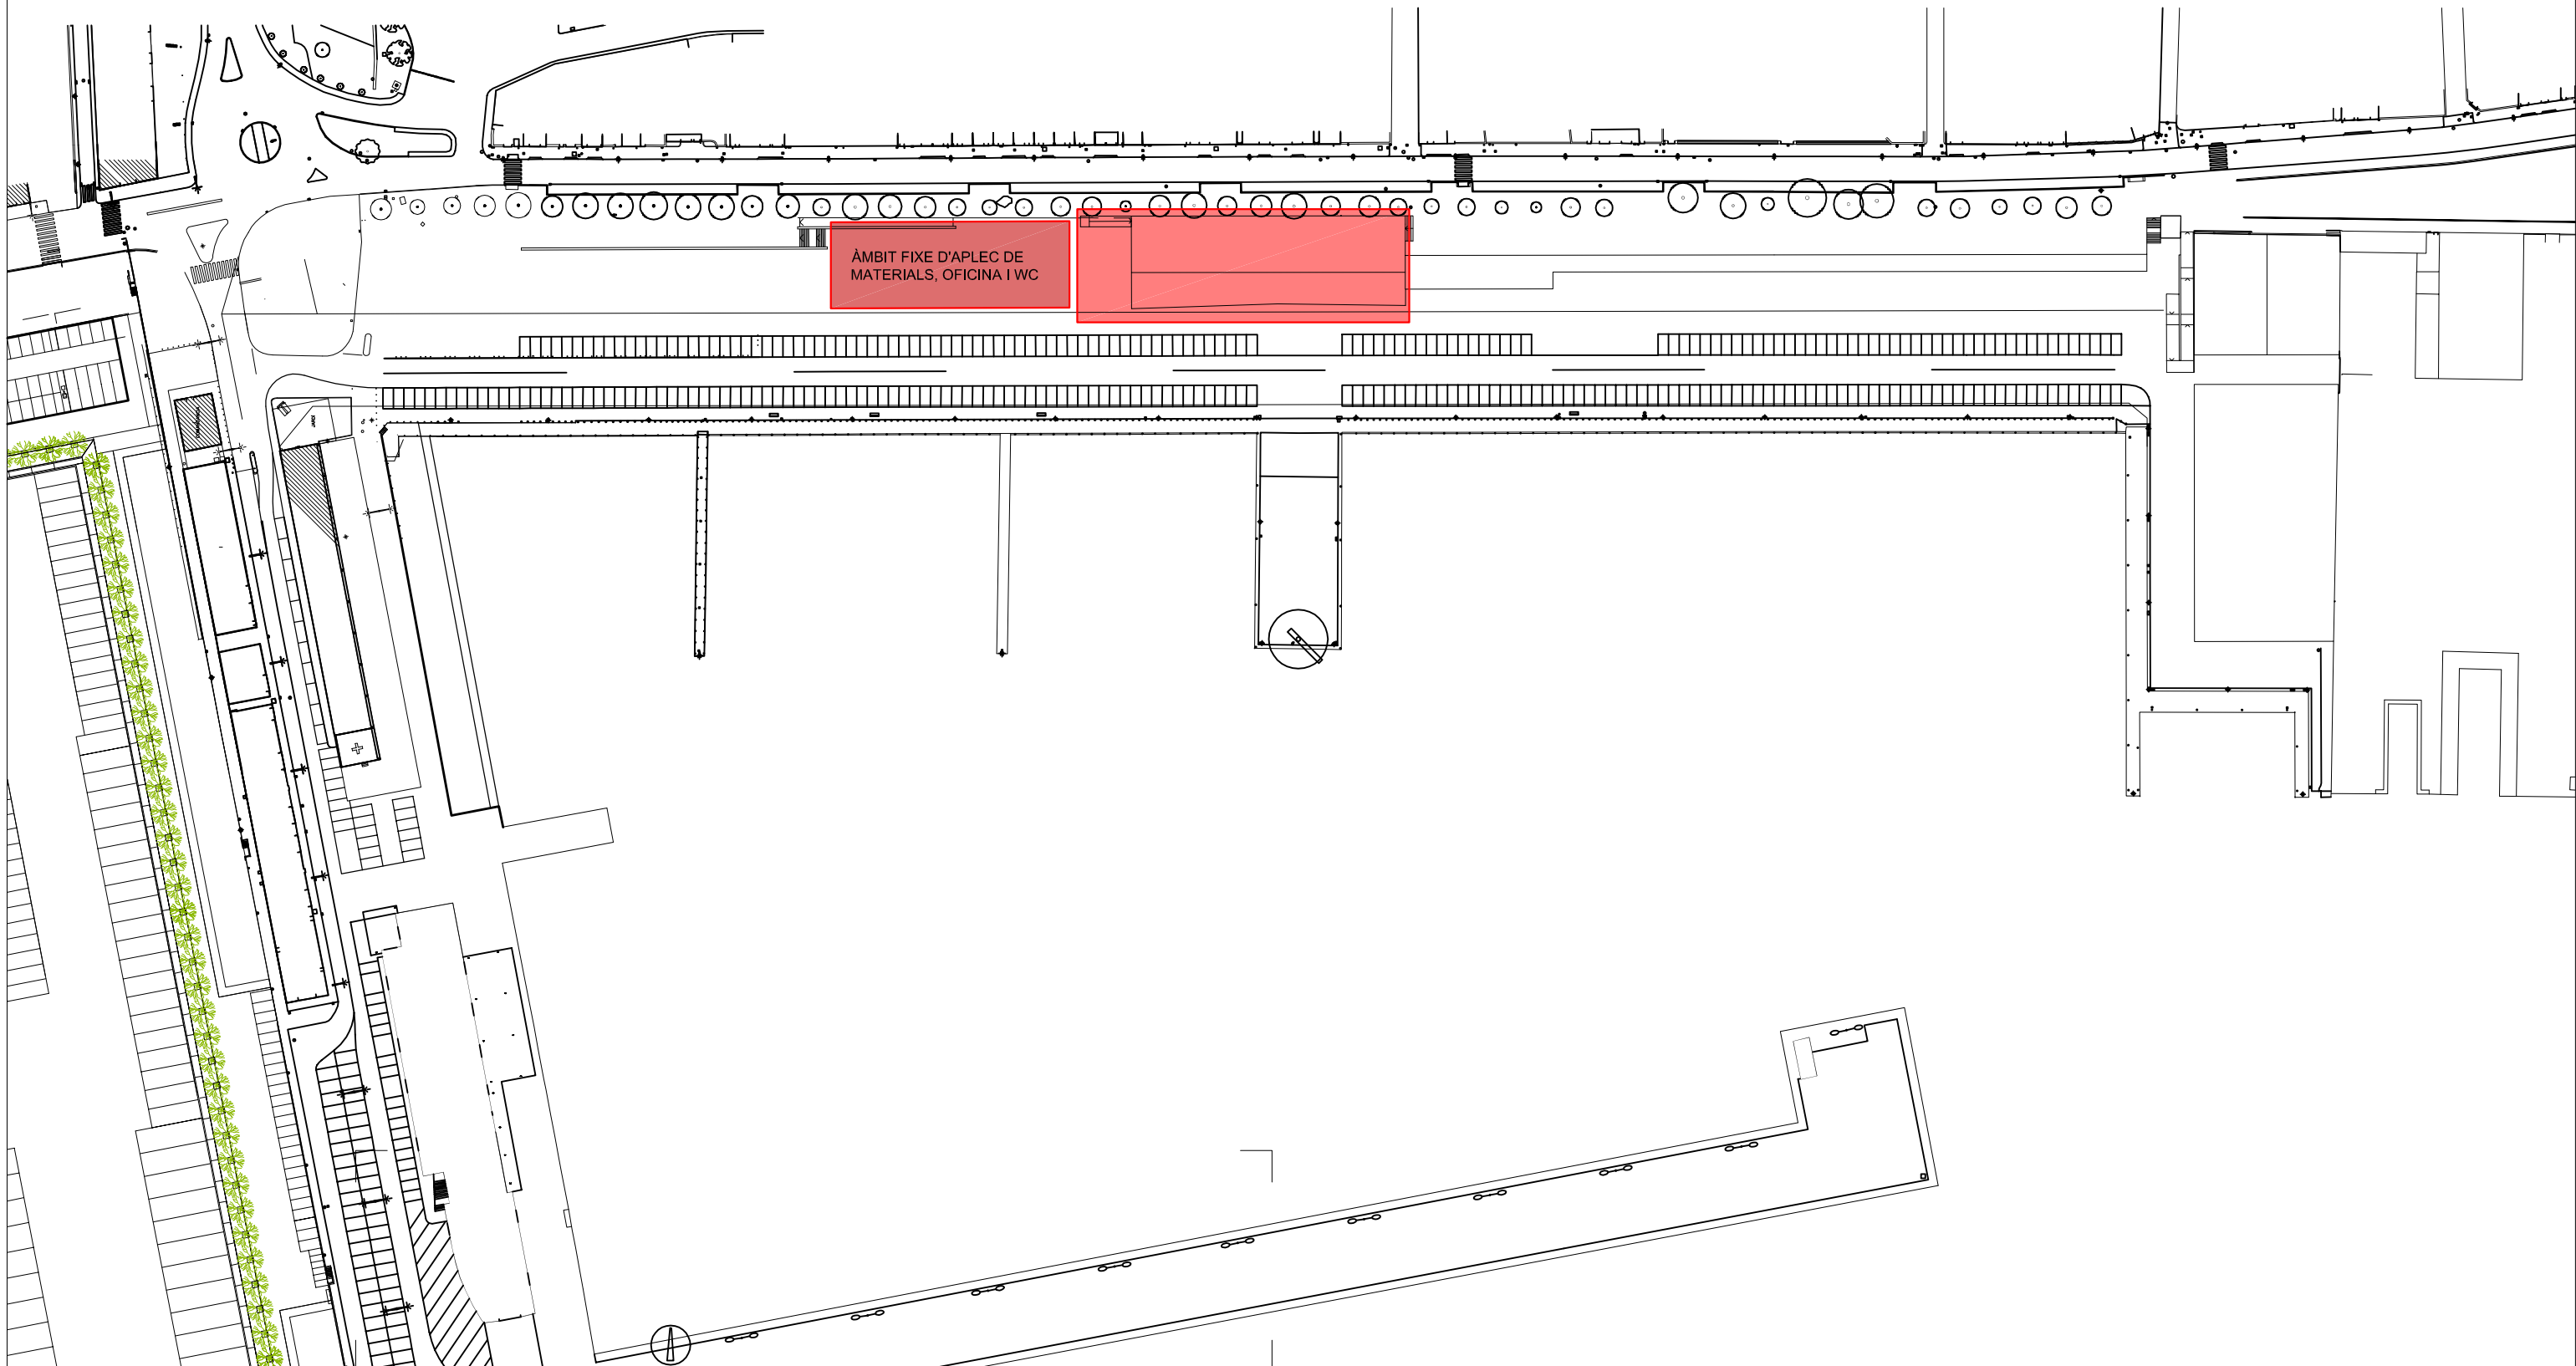 ÀMBIT FIXE D'APLEC DE
MATERIALS, OFICINA I WC